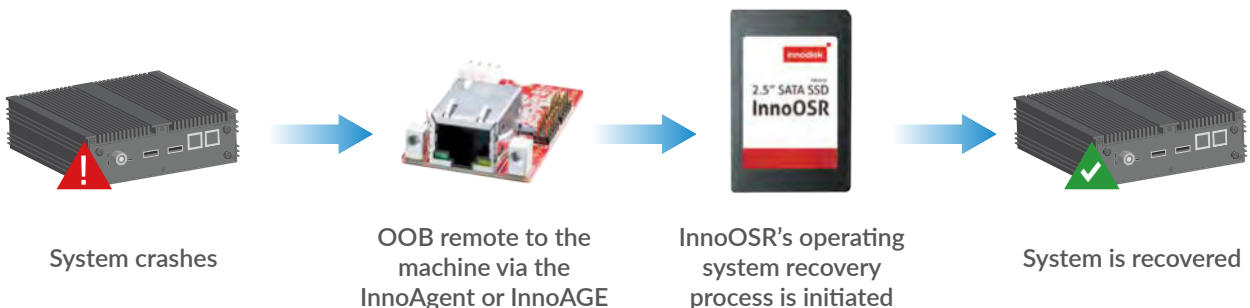 innodisk
2.5” SATA SSD
InnoOSR
System crashes
OOB remote to the
machine via the
InnoAgent or InnoAGE
InnoOSR’s operating
system recovery
process is initiated
System is recovered